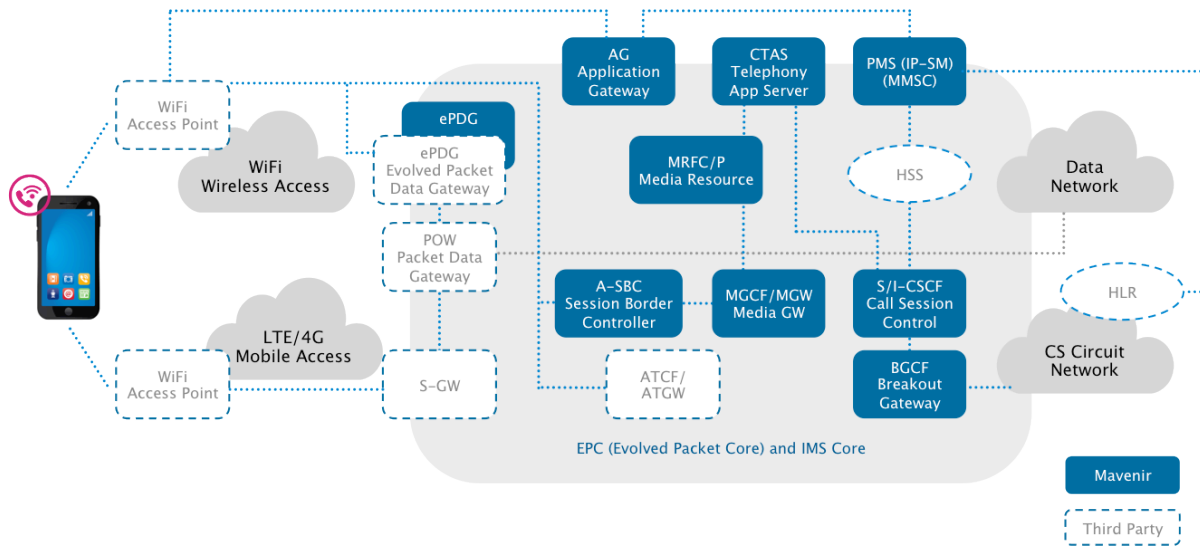 AG
Application
Gateway
CTAS
Telephony
App Server
PMS (IP-SM)
(MMSC)
WiFi
Access Point
ePDG
ePDG
Evolved Packet
Data Gateway
WiFi
Wireless Access
MRFC/P
Media Resource
HSS
Data
Network
POW
Packet Data
Gateway
A-SBC
Session Border
Controller
MGCF/MGW
Media GW
S/I-CSCF
Call Session
Control
HLR
LTE/4G
Mobile Access
WiFi
Access Point
S-GW
ATCF/
ATGW
BGCF
Breakout
Gateway
CS Circuit
Network
EPC (Evolved Packet Core) and IMS Core
Mavenir
Third Party